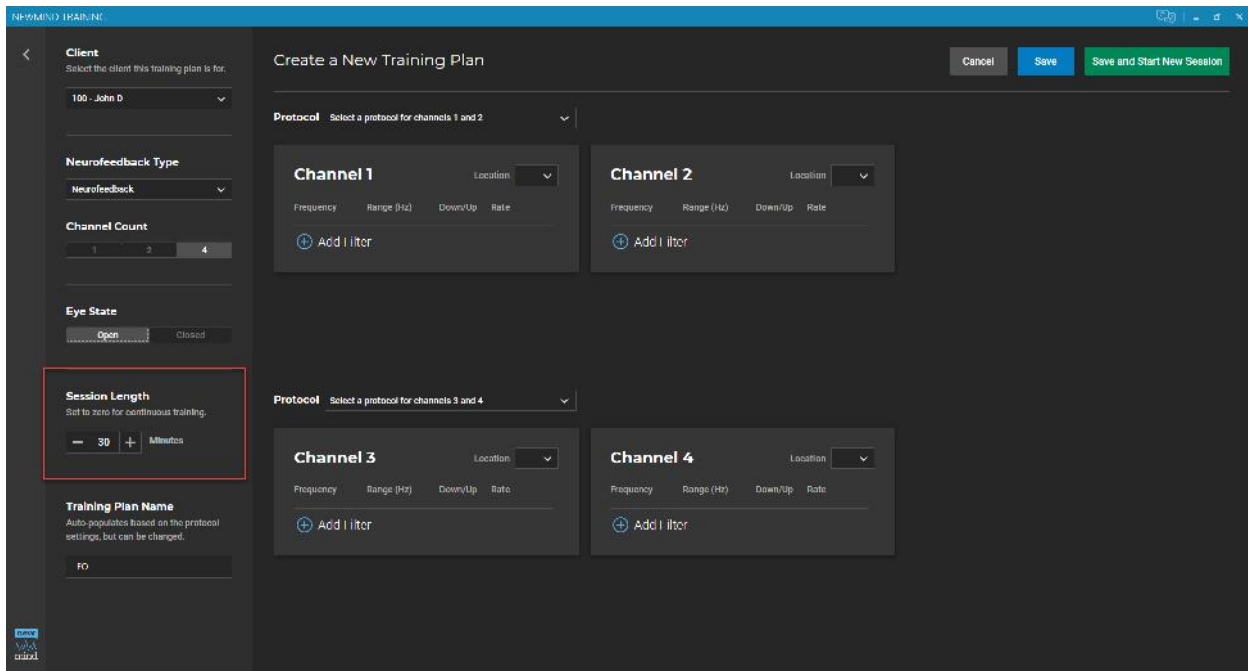 NEWMIND TRAINING
Client
Select the client this training plan is for.
100 - John D
Neurofeedback Type
Neurofeedback
Channel Count
1 2 4
Eye State
Open Closed
Session Length
Set to zero for continuous training.
30 Minutes
Training Plan Name
Auto-populates based on the protocol
settings, but can be changed.
EO
new
mind
Create a New Training Plan
Cancel Save Save and Start New Session
Protocol Select a protocol for channels 1 and 2
Channel 1 Location
Frequency Range (Hz) Down/Up Rate
Add Filter
Channel 2 Location
Frequency Range (Hz) Down/Up Rate
Add Filter
Protocol Select a protocol for channels 3 and 4
Channel 3 Location
Frequency Range (Hz) Down/Up Rate
Add Filter
Channel 4 Location
Frequency Range (Hz) Down/Up Rate
Add Filter